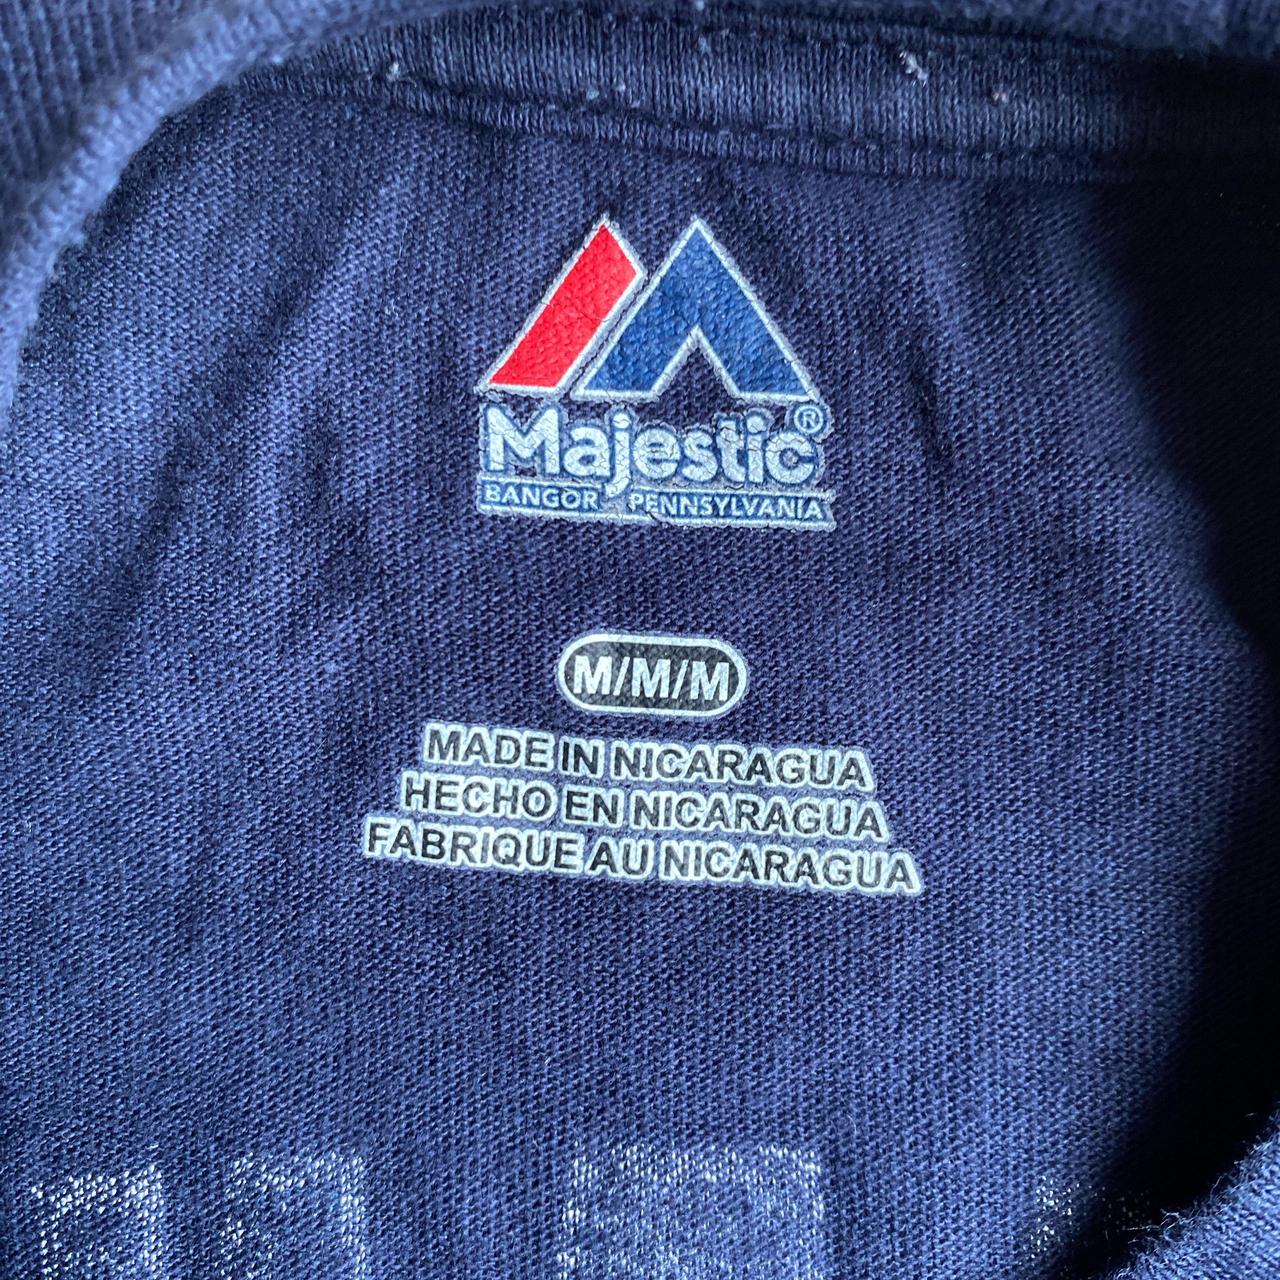 Majestic®
BANGOR PENNSYLVANIA
M/M/M
MADE IN NICARAGUA
HECHO EN NICARAGUA
FABRIQUE AU NICARAGUA